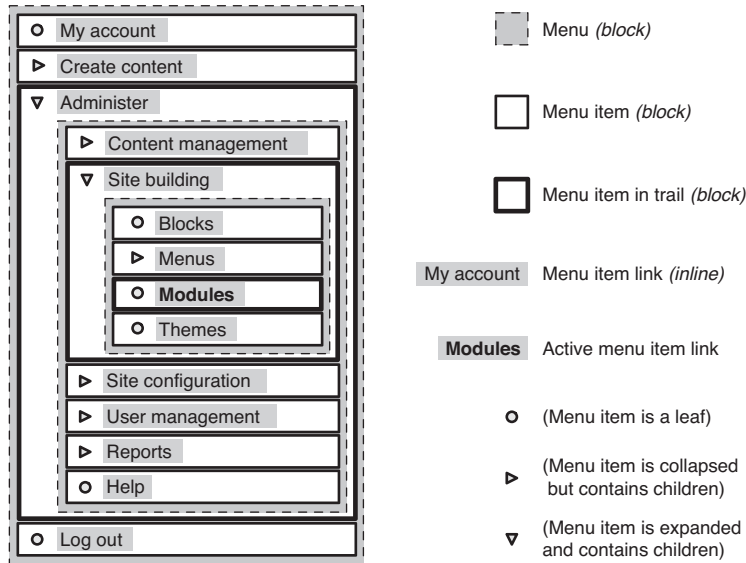 My account
Create content
Administer
Content management
Site building
Blocks
Menus
Modules
Themes
Site configuration
User management
Reports
Help
Log out
Menu (block)
Menu item (block)
Menu item in trail (block)
My account Menu item link (inline)
Modules Active menu item link
(Menu item is a leaf)
(Menu item is collapsed
but contains children)
(Menu item is expanded
and contains children)